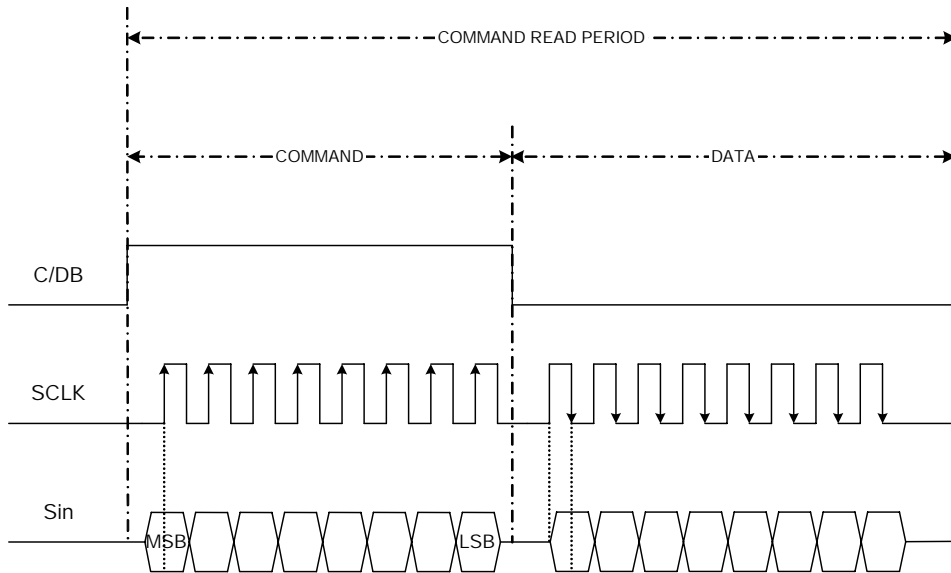 COMMAND READ PERIOD
COMMAND
DATA
C/DB
SCLK
Sin
MSB
LSB